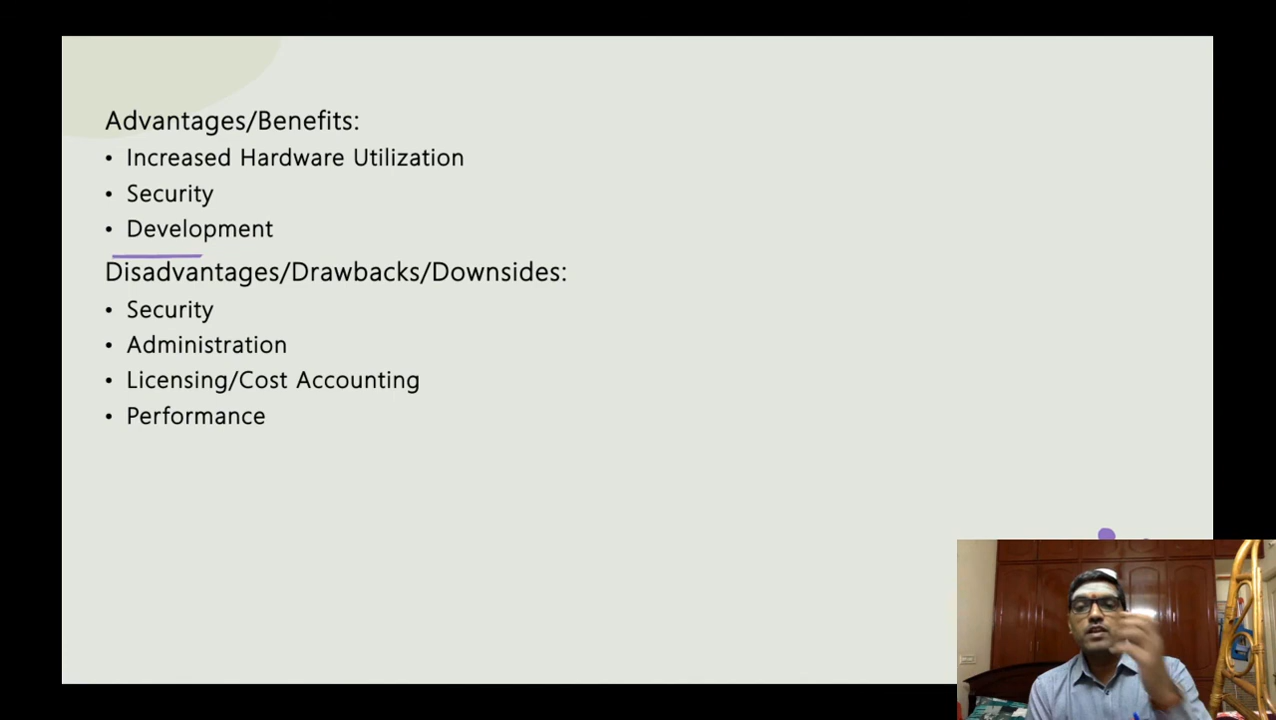 Advantages/Benefits:
• Increased Hardware Utilization
• Security
• Development
Disadvantages/Drawbacks/Downsides:
• Security
• Administration
• Licensing/Cost Accounting
• Performance